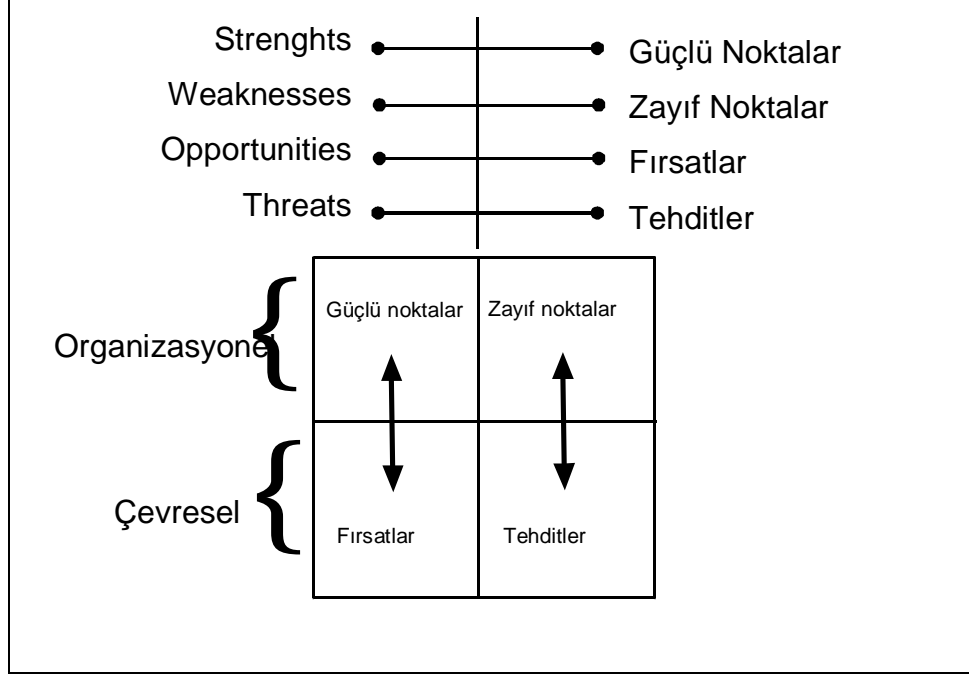 Strenghts
Güçlü Noktalar
Weaknesses
Zayıf Noktalar
Opportunities
Fırsatlar
Threats
Tehditler
Güçlü noktalar
Zayıf noktalar
Organizasyonel
Çevresel
Fırsatlar
Tehditler